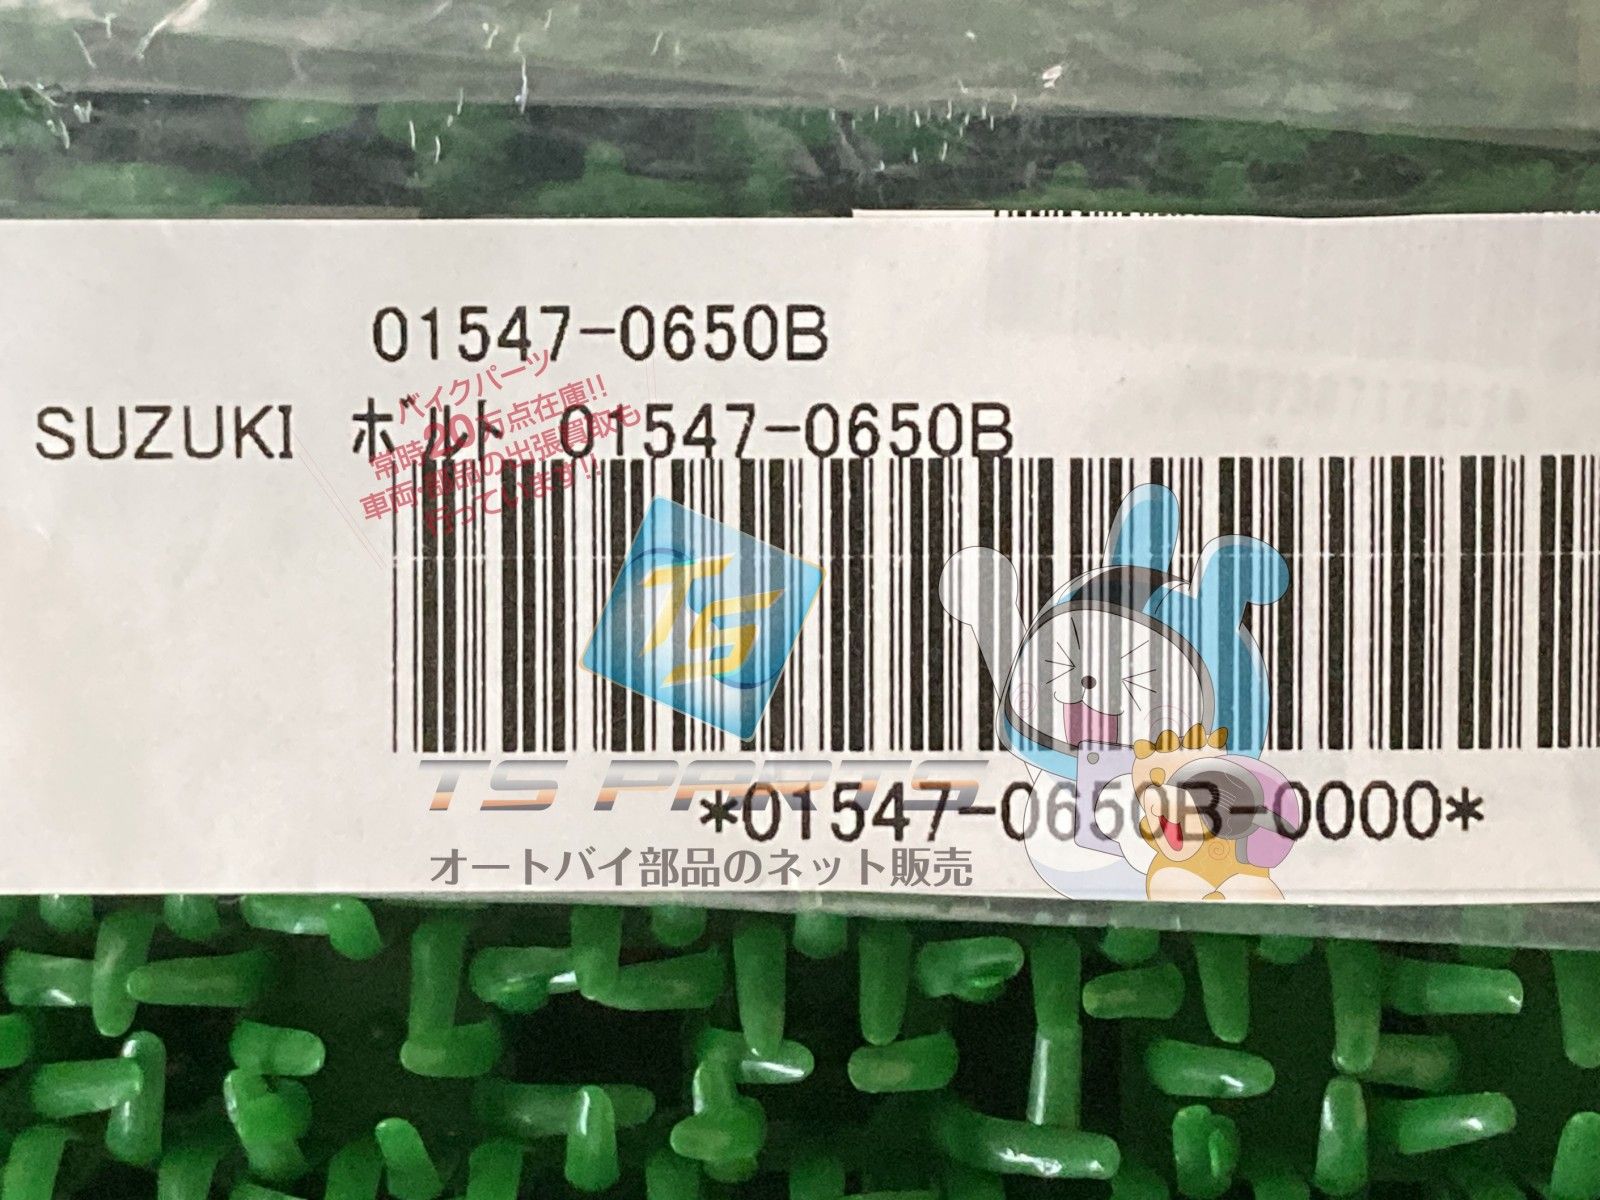 01547-0650B
SUZUKI ボルト 01547-0650B
バイクパーツ
常時20万点在庫!!
車両・部品の出張買取も
行っています!!
TS
TS PARTS
*01547-0650B-0000*
オートバイ部品のネット販売